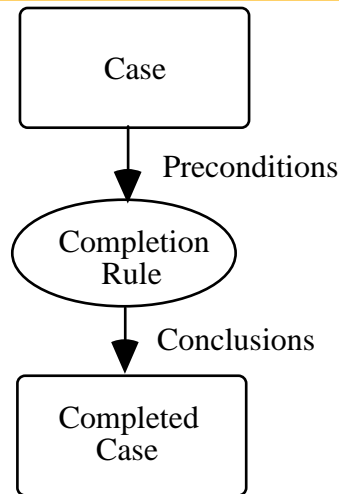 Case
Preconditions
Completion
Rule
Conclusions
Completed
Case